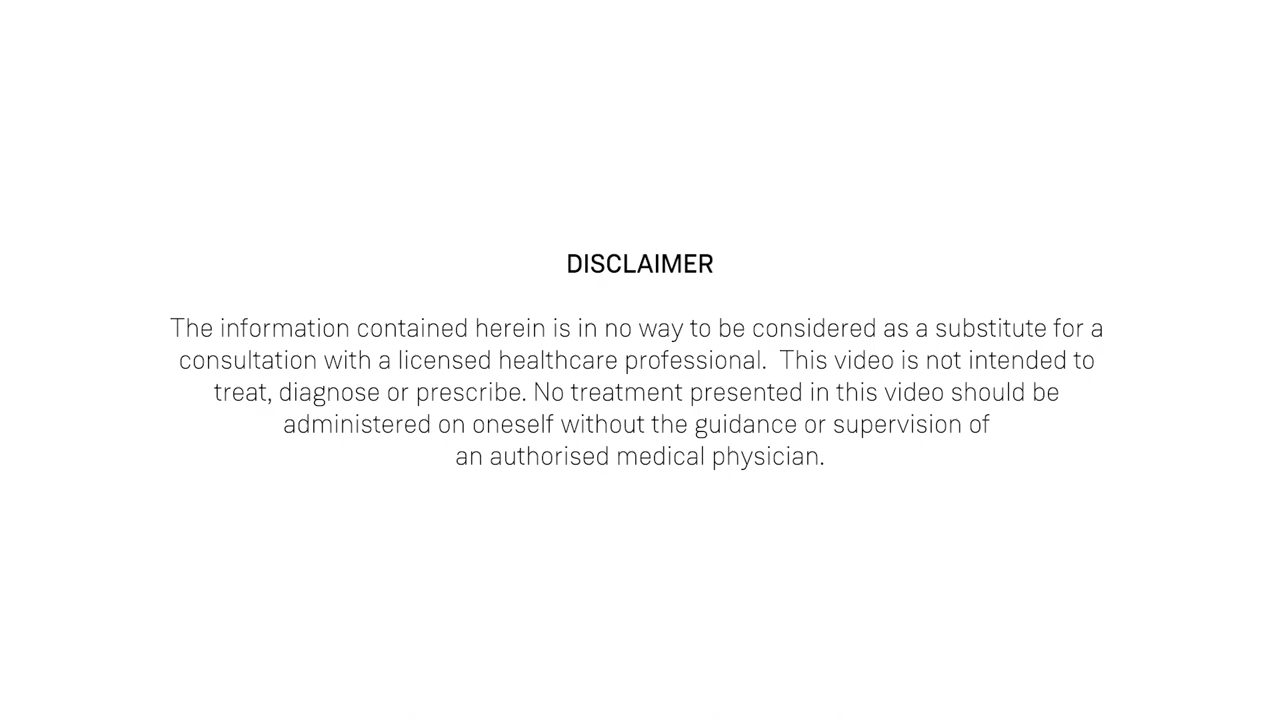 DISCLAIMER
The information contained herein is in no way to be considered as a substitute for a
consultation with a licensed healthcare professional.  This video is not intended to
treat, diagnose or prescribe. No treatment presented in this video should be
administered on oneself without the guidance or supervision of
an authorised medical physician.